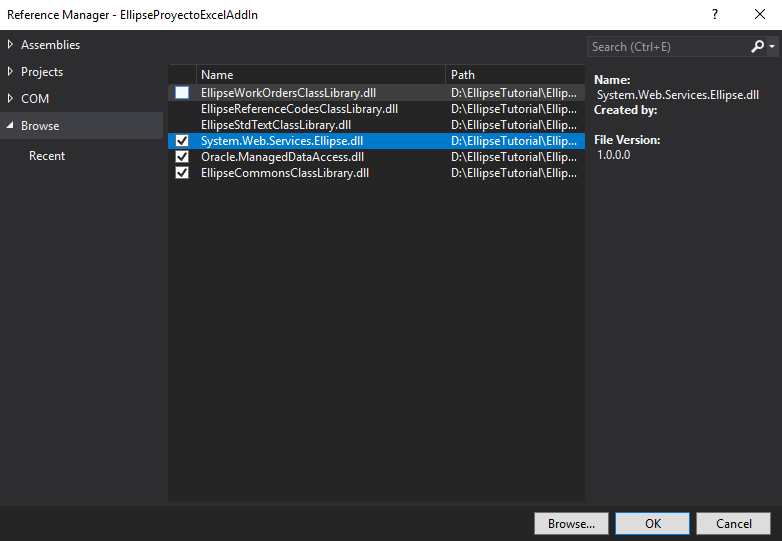 Reference Manager - EllipseProyectoExcelAddIn
?
Assemblies
Projects
COM
Browse
Recent
Name Path
EllipseWorkOrdersClassLibrary.dll D:\EllipseTutorial\Ellip...
EllipseReferenceCodesClassLibrary.dll D:\EllipseTutorial\Ellip...
EllipseStdTextClassLibrary.dll D:\EllipseTutorial\Ellip...
System.Web.Services.Ellipse.dll D:\EllipseTutorial\Ellip...
Oracle.ManagedDataAccess.dll D:\EllipseTutorial\Ellip...
EllipseCommonsClassLibrary.dll D:\EllipseTutorial\Ellip...
Search (Ctrl+E)
Name:
System.Web.Services.Ellipse.dll
Created by:
File Version:
1.0.0.0
Browse... OK Cancel